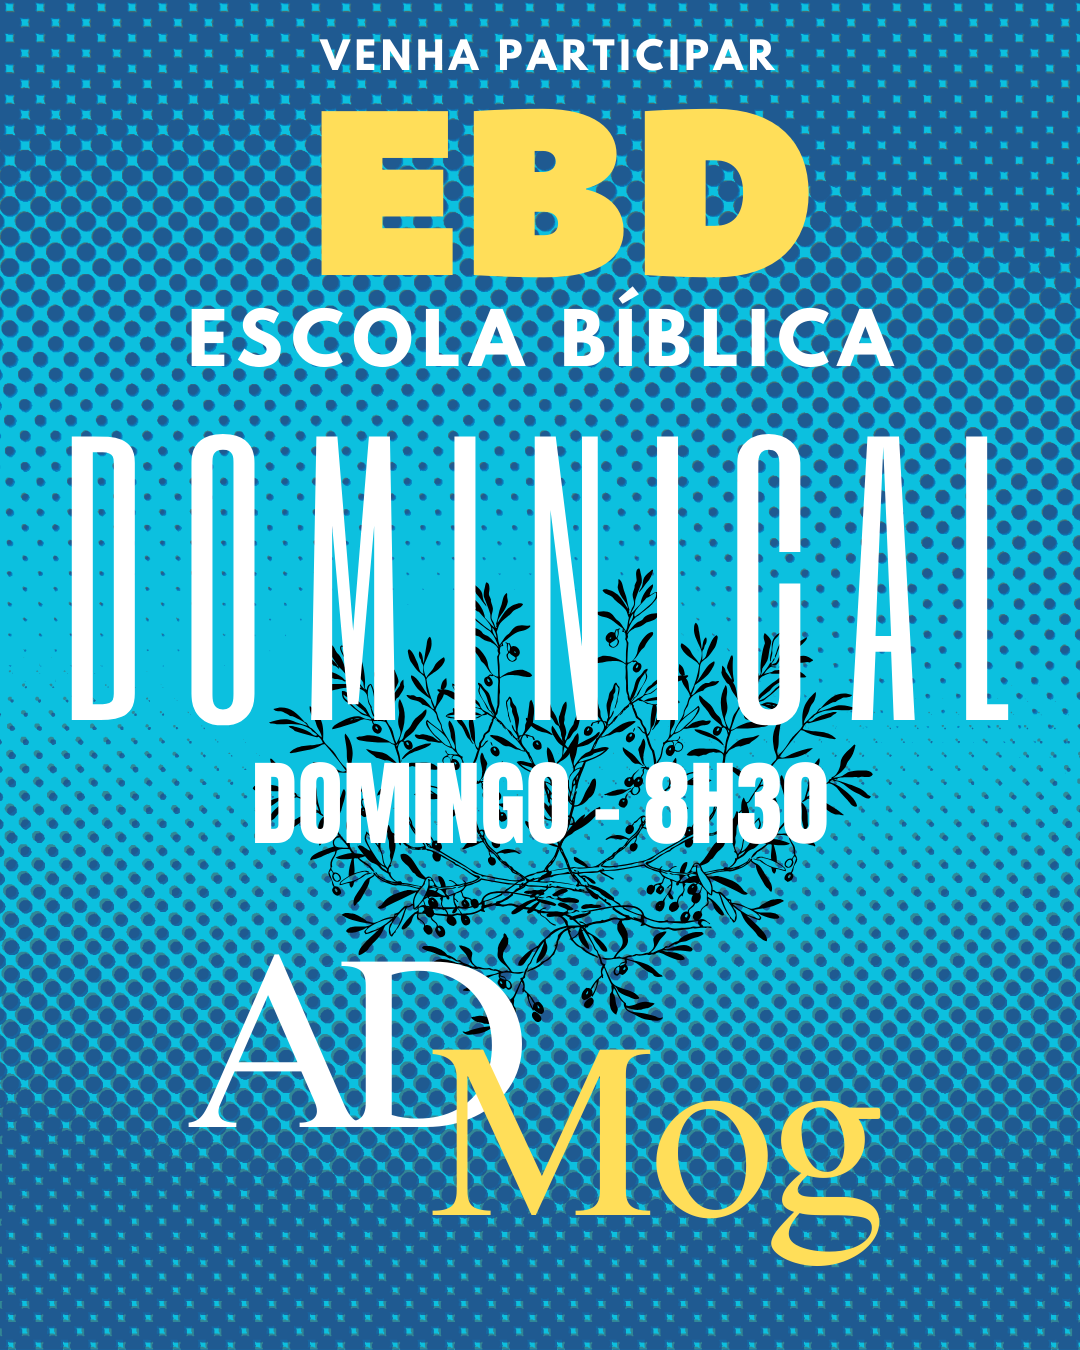 VENHA PARTICIPAR
EBD
ESCOLA BÍBLICA
DOMINICAL
DOMINGO - 8H30
AD
Mog